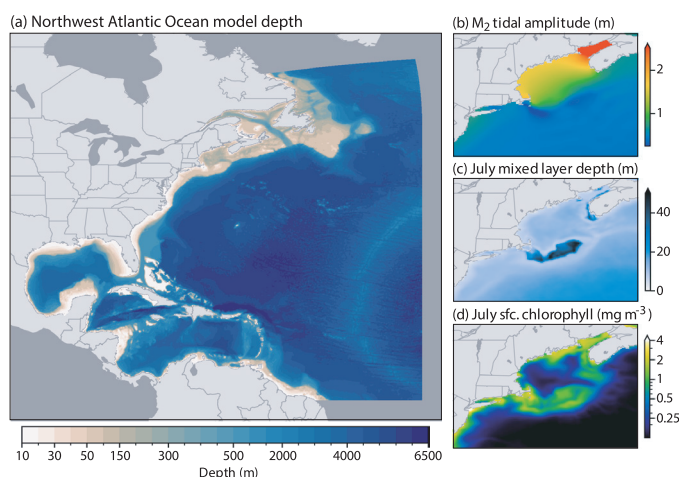 (a) Northwest Atlantic Ocean model depth
10 30 50 150 300 500 2000 4000 6500
Depth (m)
(b) M₂ tidal amplitude (m)
2
1
(c) July mixed layer depth (m)
40
20
0
(d) July sfc. chlorophyll (mg m⁻³)
4
2
1
0.5
0.25